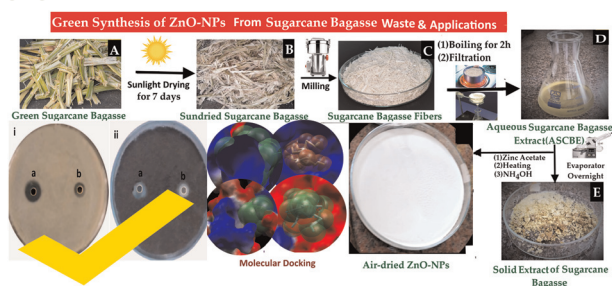 Green Synthesis of ZnO-NPs From Sugarcane Bagasse Waste & Applications
A
Sunlight Drying
for 7 days
B
Milling
C
(1)Boiling for 2h
(2)Filtration
D
Green Sugarcane Bagasse
Sundried Sugarcane Bagasse
Sugarcane Bagasse Fibers
Aqueous Sugarcane Bagasse
Extract(ASCBE)
i
a
b
ii
a
b
(1)Zinc Acetate
(2)Heating
(3)NH4OH
Evaporator
Overnight
E
Molecular Docking
Air-dried ZnO-NPs
Solid Extract of Sugarcane
Bagasse